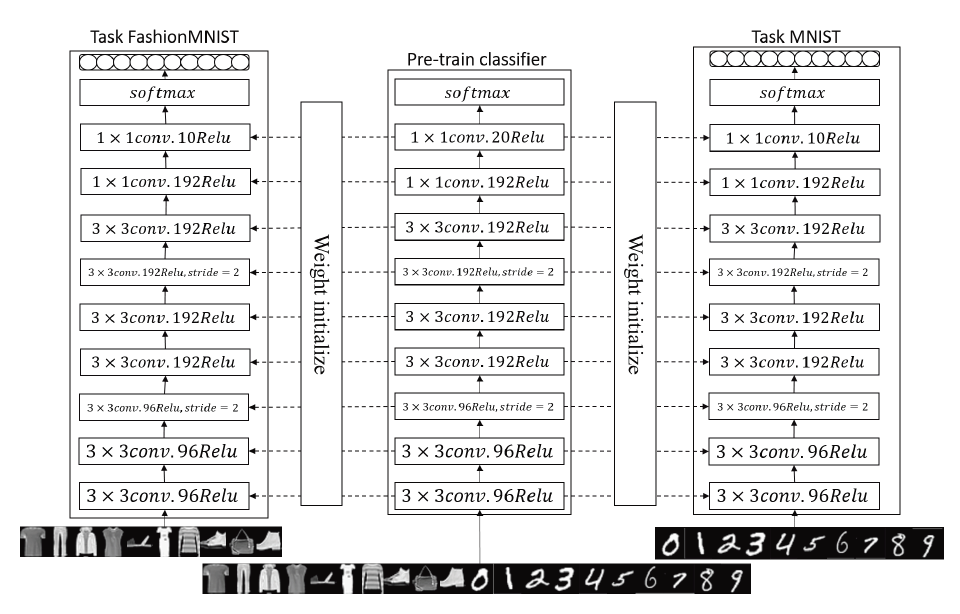 Task FashionMNIST
softmax
1 × 1conv. 10Relu
1 × 1conv. 192Relu
3 × 3conv. 192Relu
3 × 3conv. 192Relu, stride = 2
3 × 3conv. 192Relu
3 × 3conv. 192Relu
3 × 3conv. 96Relu, stride = 2
3 × 3conv. 96Relu
3 × 3conv. 96Relu
Weight initialize
Pre-train classifier
softmax
1 × 1conv. 20Relu
1 × 1conv. 192Relu
3 × 3conv. 192Relu
3 × 3conv. 192Relu, stride = 2
3 × 3conv. 192Relu
3 × 3conv. 192Relu
3 × 3conv. 96Relu, stride = 2
3 × 3conv. 96Relu
3 × 3conv. 96Relu
0 1 2 3 4 5 6 7 8 9
Weight initialize
Task MNIST
softmax
1 × 1conv. 10Relu
1 × 1conv. 192Relu
3 × 3conv. 192Relu
3 × 3conv. 192Relu, stride = 2
3 × 3conv. 192Relu
3 × 3conv. 192Relu
3 × 3conv. 96Relu, stride = 2
3 × 3conv. 96Relu
3 × 3conv. 96Relu
0 1 2 3 4 5 6 7 8 9